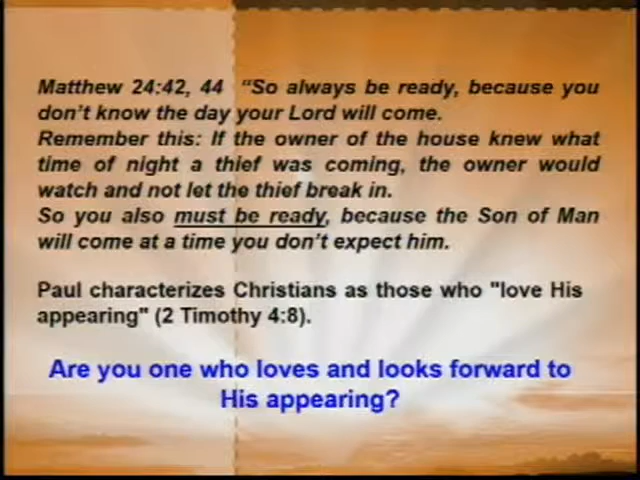 Matthew 24:42, 44 “So always be ready, because you
don’t know the day your Lord will come.
Remember this: If the owner of the house knew what
time of night a thief was coming, the owner would
watch and not let the thief break in.
So you also must be ready, because the Son of Man
will come at a time you don’t expect him.
Paul characterizes Christians as those who "love His
appearing" (2 Timothy 4:8).
Are you one who loves and looks forward to
His appearing?